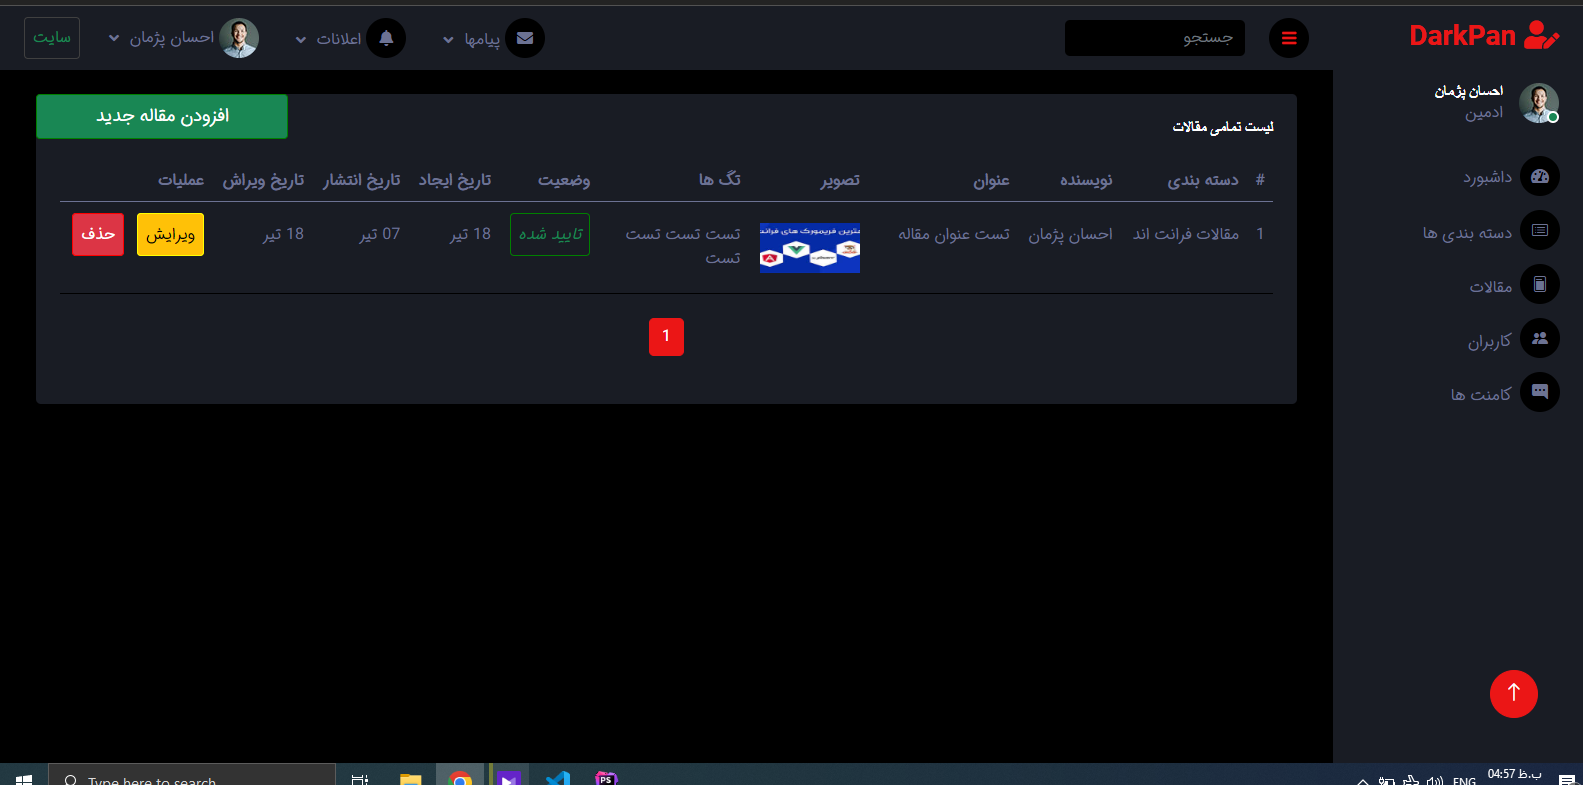 DarkPan
جستجو
پیامها
اعلانات
احسان پژمان
سایت
احسان پژمان
ادمین
داشبورد
دسته بندی ها
مقالات
کاربران
کامنت ها
لیست تمامی مقالات
افزودن مقاله جدید
# دسته بندی نویسنده عنوان تصویر تگ ها وضعیت تاریخ ایجاد تاریخ انتشار تاریخ ویراش عملیات
1 مقالات فرانت اند احسان پژمان تست عنوان مقاله تست تست تست تایید شده 18 تیر 07 تیر 18 تیر ویرایش حذف
تست
فریمورک های
1
Type here to search
PS
ENG
04:57 ب.ظ